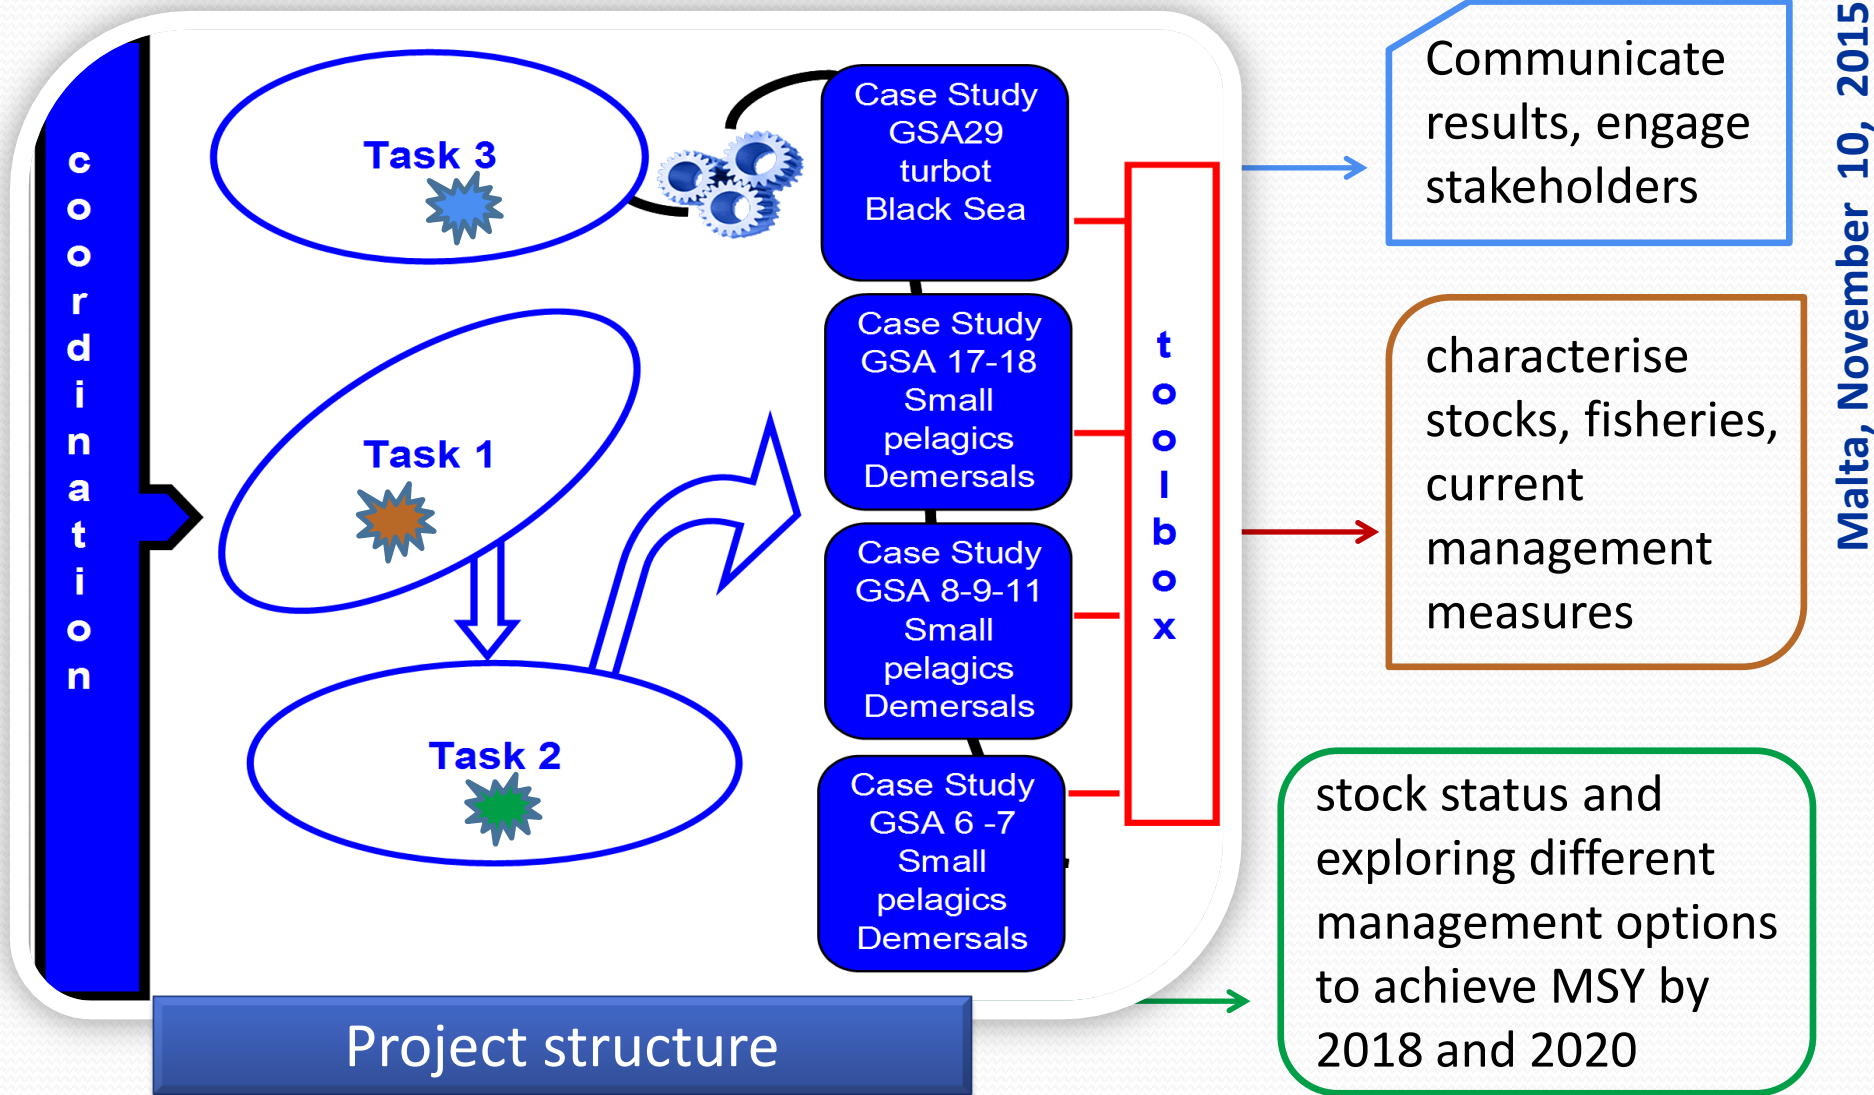 coordination
Task 3
Task 1
Task 2
Case Study
GSA29
turbot
Black Sea
Case Study
GSA 17-18
Small
pelagics
Demersals
Case Study
GSA 8-9-11
Small
pelagics
Demersals
Case Study
GSA 6 -7
Small
pelagics
Demersals
toolbox
Communicate
results, engage
stakeholders
characterise
stocks, fisheries,
current
management
measures
stock status and
exploring different
management options
to achieve MSY by
2018 and 2020
Malta, November 10, 2015
Project structure